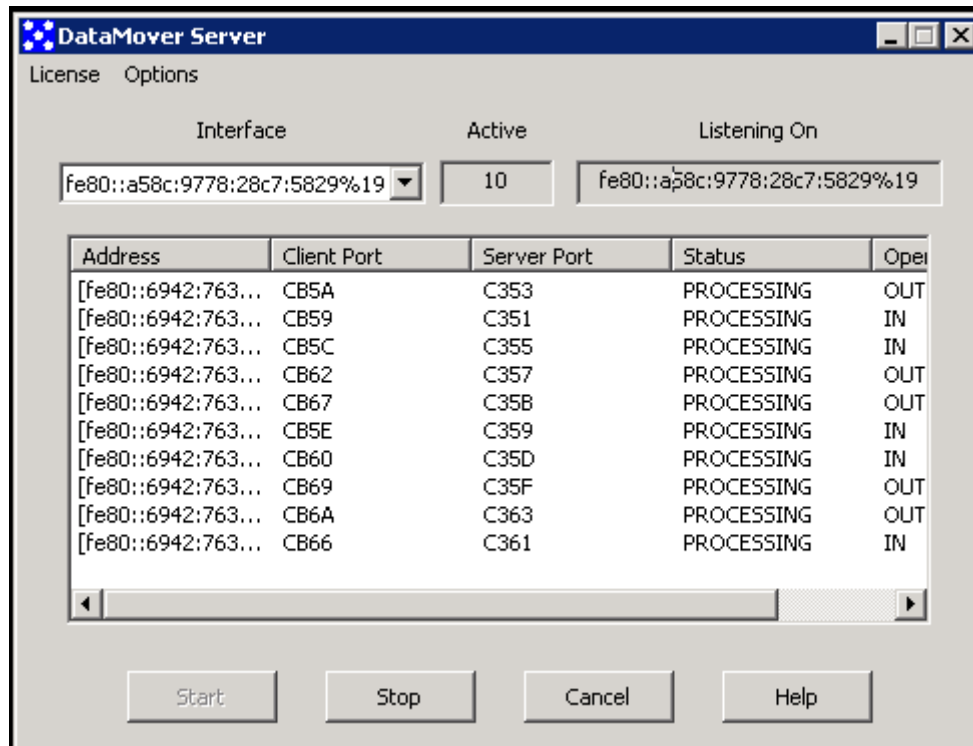 DataMover Server
License Options
Interface Active Listening On
fe80::a58c:9778:28c7:5829%19 10 fe80::a58c:9778:28c7:5829%19
Address Client Port Server Port Status Oper
[fe80::6942:763... CB5A C353 PROCESSING OUT
[fe80::6942:763... CB59 C351 PROCESSING IN
[fe80::6942:763... CB5C C355 PROCESSING IN
[fe80::6942:763... CB62 C357 PROCESSING OUT
[fe80::6942:763... CB67 C35B PROCESSING OUT
[fe80::6942:763... CB5E C359 PROCESSING IN
[fe80::6942:763... CB60 C35D PROCESSING IN
[fe80::6942:763... CB69 C35F PROCESSING OUT
[fe80::6942:763... CB6A C363 PROCESSING OUT
[fe80::6942:763... CB66 C361 PROCESSING IN
Start Stop Cancel Help